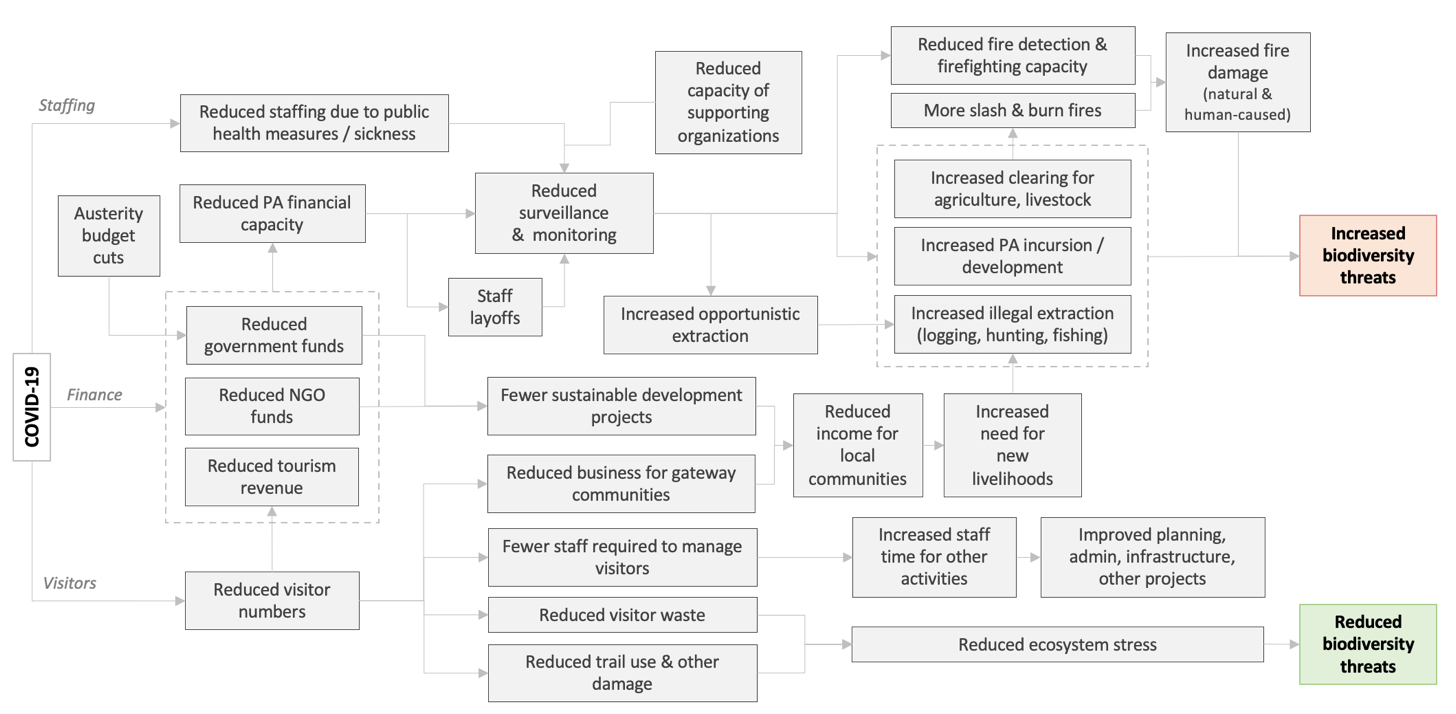 COVID-19
Staffing
Finance
Visitors
Reduced staffing due to public
health measures / sickness
Reduced
capacity of
supporting
organizations
Austerity
budget
cuts
Reduced PA financial
capacity
Reduced
surveillance
& monitoring
Staff
layoffs
Reduced
government funds
Reduced NGO
funds
Reduced tourism
revenue
Reduced visitor
numbers
Increased opportunistic
extraction
Reduced fire detection &
firefighting capacity
More slash & burn fires
Increased fire
damage
(natural &
human-caused)
Increased clearing for
agriculture, livestock
Increased PA incursion /
development
Increased illegal extraction
(logging, hunting, fishing)
Increased
biodiversity
threats
Fewer sustainable development
projects
Reduced business for gateway
communities
Reduced
income for
local
communities
Increased
need for
new
livelihoods
Fewer staff required to manage
visitors
Increased staff
time for other
activities
Improved planning,
admin, infrastructure,
other projects
Reduced visitor waste
Reduced trail use & other
damage
Reduced ecosystem stress
Reduced
biodiversity
threats